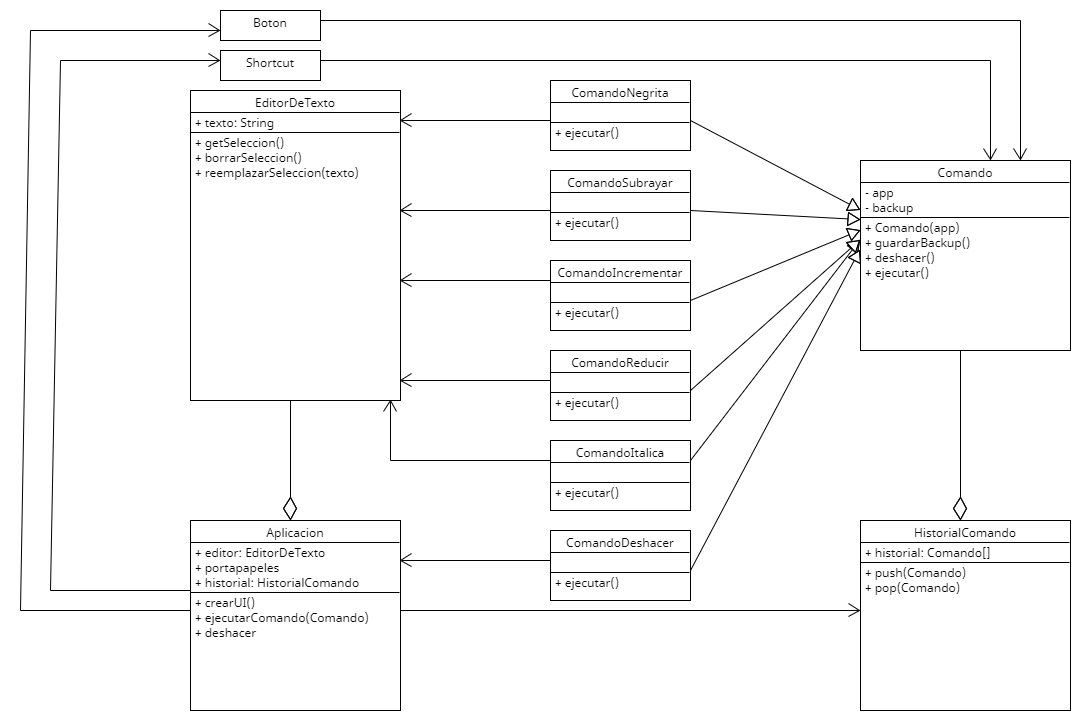 Boton
Shortcut
EditorDeTexto
+ texto: String
+ getSeleccion()
+ borrarSeleccion()
+ reemplazarSeleccion(texto)
ComandoNegrita
+ ejecutar()
ComandoSubrayar
+ ejecutar()
ComandoIncrementar
+ ejecutar()
ComandoReducir
+ ejecutar()
ComandoItalica
+ ejecutar()
ComandoDeshacer
+ ejecutar()
Comando
- app
- backup
+ Comando(app)
+ guardarBackup()
+ deshacer()
+ ejecutar()
Aplicacion
+ editor: EditorDeTexto
+ portapapeles
+ historial: HistorialComando
+ crearUI()
+ ejecutarComando(Comando)
+ deshacer
HistorialComando
+ historial: Comando[]
+ push(Comando)
+ pop(Comando)